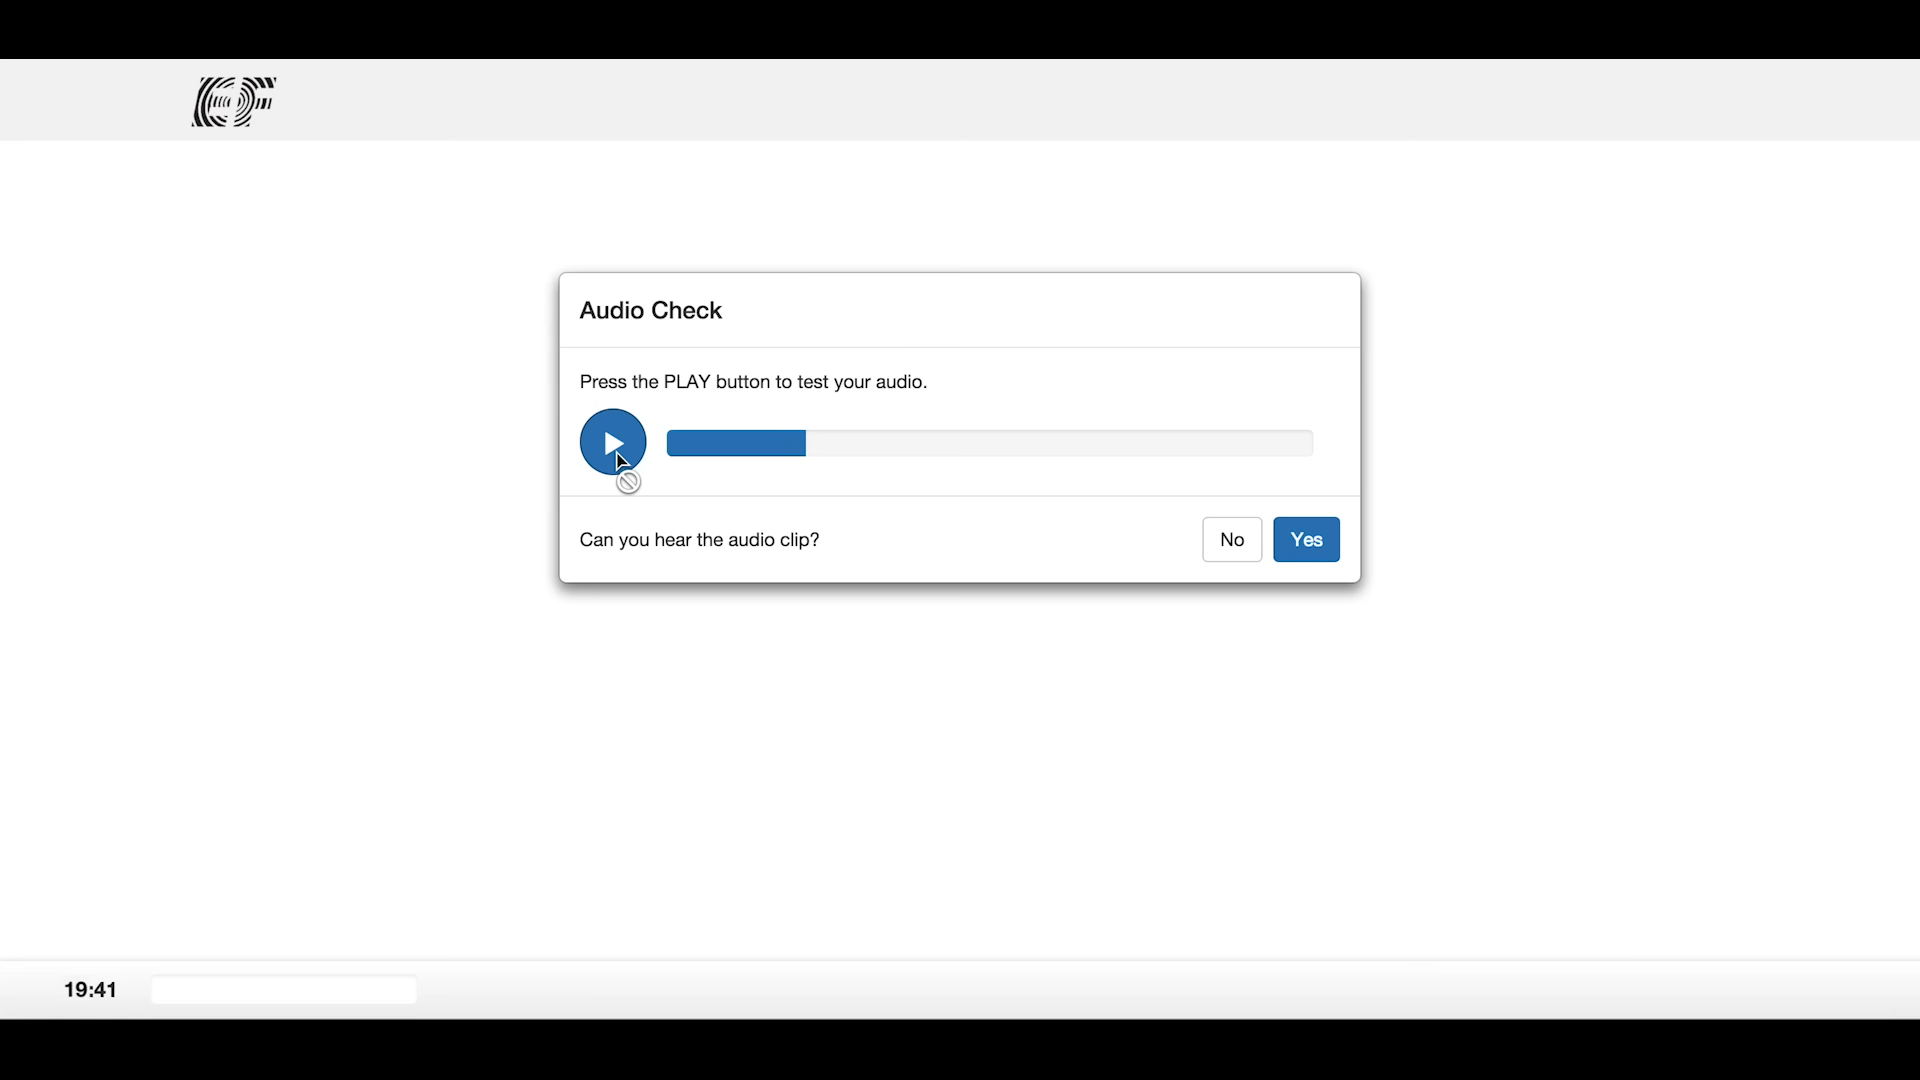 EF
Audio Check
Press the PLAY button to test your audio.
Can you hear the audio clip?
No
Yes
19:41